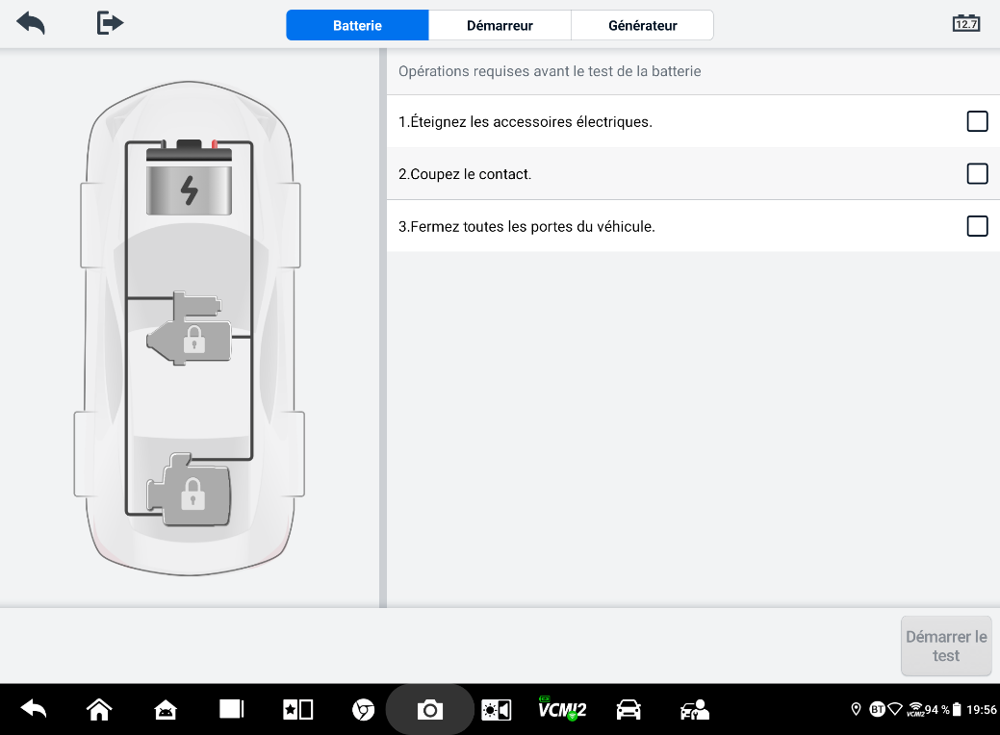 Batterie
Démarreur
Générateur
12.7
Opérations requises avant le test de la batterie
1.Éteignez les accessoires électriques.
2.Coupez le contact.
3.Fermez toutes les portes du véhicule.
Démarrer le
test
VCMI2
BT
VCMI2
94 %
19:56